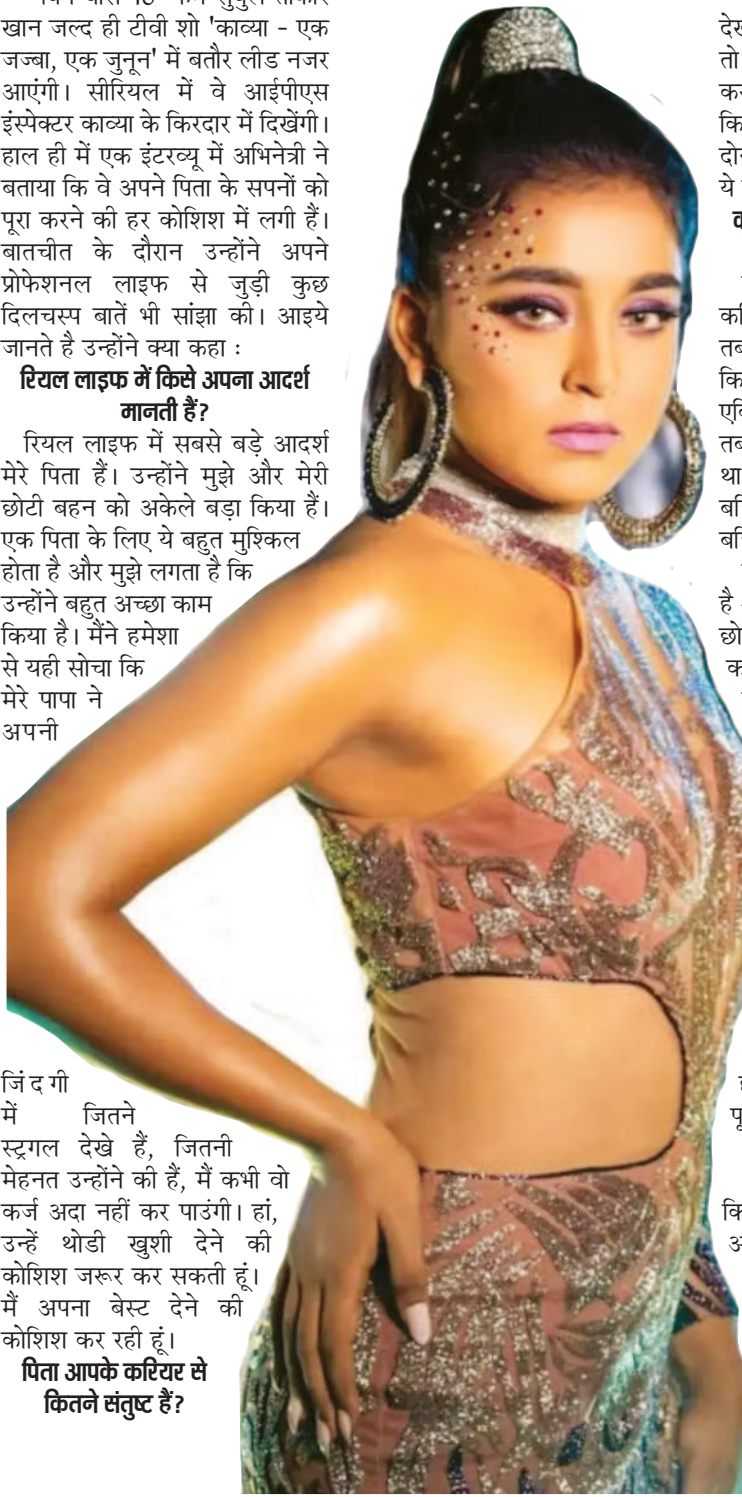 खान जल्द ही टीवी शो 'काव्या - एक
जज्बा, एक जुनून' में बतौर लीड नजर
आएंगी। सीरियल में वे आईपीएस
इंस्पेक्टर काव्या के किरदार में दिखेंगी।
हाल ही में एक इंटरव्यू में अभिनेत्री ने
बताया कि वे अपने पिता के सपनों को
पूरा करने की हर कोशिश में लगी हैं।
बातचीत के दौरान उन्होंने अपने
प्रोफेशनल लाइफ से जुड़ी कुछ
दिलचस्प बातें भी सांझा की। आइये
जानते है उन्होंने क्या कहा :
रियल लाइफ में किसे अपना आदर्श
मानती हैं?
रियल लाइफ में सबसे बड़े आदर्श
मेरे पिता हैं। उन्होंने मुझे और मेरी
छोटी बहन को अकेले बड़ा किया हैं।
एक पिता के लिए ये बहुत मुश्किल
होता है और मुझे लगता है कि
उन्होंने बहुत अच्छा काम
किया है। मैंने हमेशा
से यही सोचा कि
मेरे पापा ने
अपनी
जिंदगी
में जितने
स्ट्रगल देखे हैं, जितनी
मेहनत उन्होंने की हैं, मैं कभी वो
कर्ज अदा नहीं कर पाउंगी। हां,
उन्हें थोडी खुशी देने की
कोशिश जरूर कर सकती हूं।
मैं अपना बेस्ट देने की
कोशिश कर रही हूं।
पिता आपके करियर से
कितने संतुष्ट हैं?
तो
है